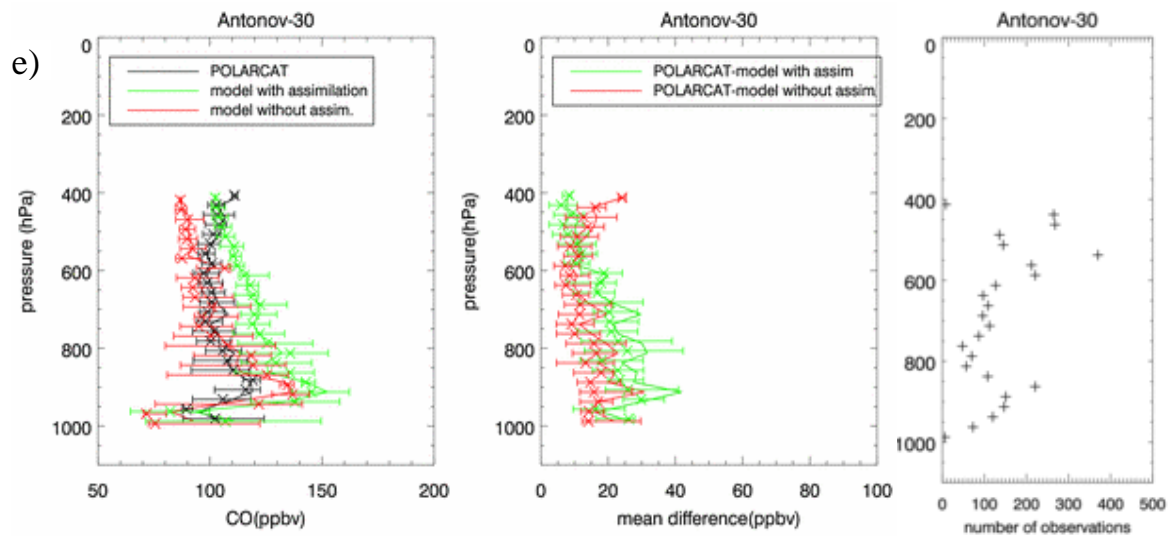 e)
Antonov-30
POLARCAT
model with assimilation
model without assim.
0
200
400
600
800
1000
pressure (hPa)
50
100
150
200
CO(ppbv)
Antonov-30
POLARCAT-model with assim
POLARCAT-model without assim.
0
200
400
600
800
1000
pressure(hPa)
0
20
40
60
80
100
mean difference(ppbv)
Antonov-30
0
200
400
600
800
1000
0
100
200
300
400
500
number of observations